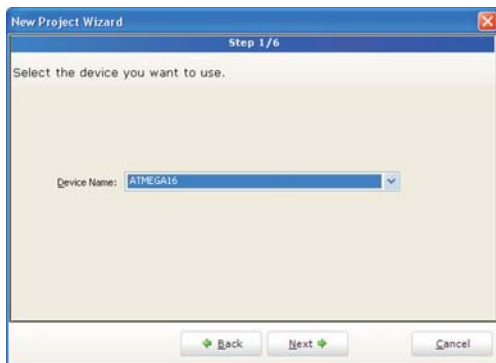 New Project Wizard
Step 1/6
Select the device you want to use.
Device Name: ATMEGA16
Back Next Cancel